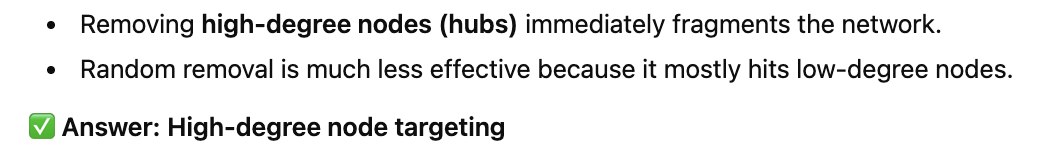 • Removing high-degree nodes (hubs) immediately fragments the network.
• Random removal is much less effective because it mostly hits low-degree nodes.
✅ Answer: High-degree node targeting